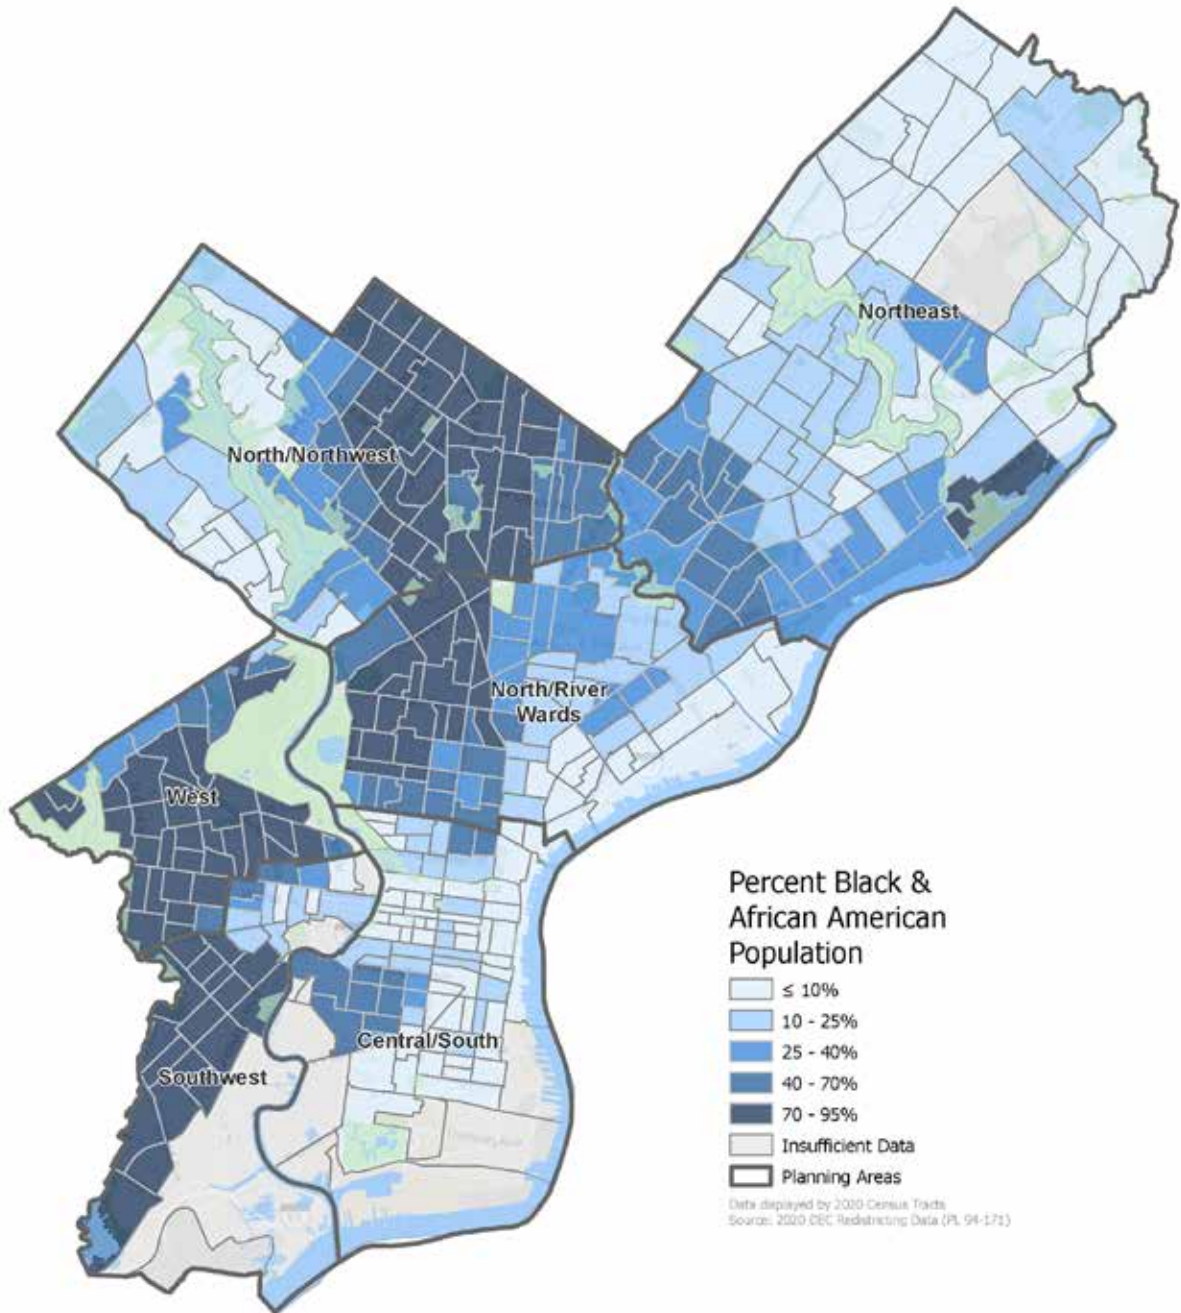 Northeast
North/Northwest
North/River
Wards
West
Central/South
Southwest
Percent Black &
African American
Population
≤ 10%
10 - 25%
25 - 40%
40 - 70%
70 - 95%
Insufficient Data
Planning Areas
Data displayed by 2020 Census Tracts
Source: 2020 DEC Redistricting Data (PL 94-171)